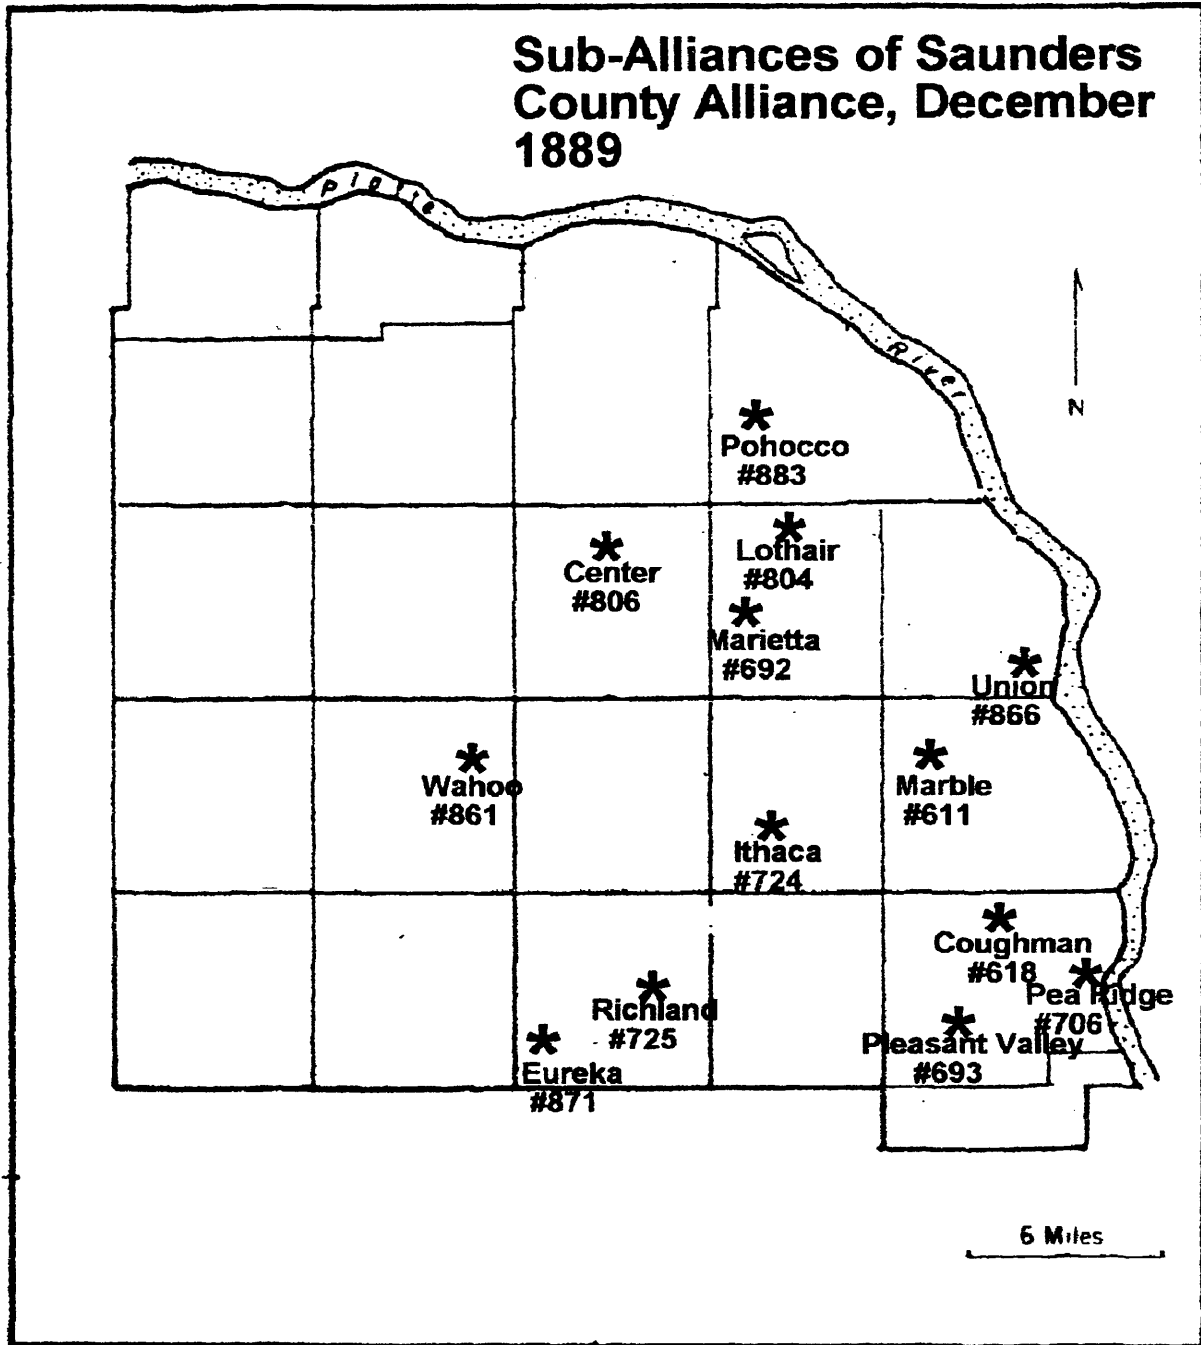 Sub-Alliances of Saunders
County Alliance, December
1889
Platte
River
N
Pohocco
#883
Lothair
#804
Center
#806
Marietta
#692
Union
#866
Wahoo
#861
Marble
#611
Ithaca
#724
Coughman
#618
Pea Ridge
#706
Richland
#725
Pleasant Valley
#693
Eureka
#871
6 Miles